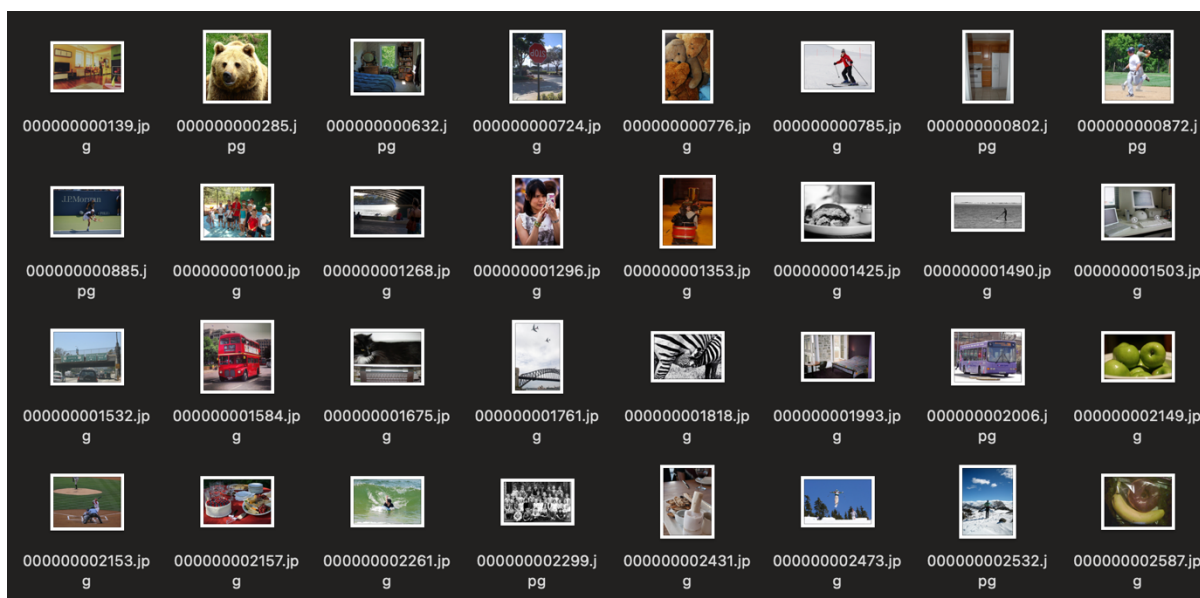 STOP
000000000139.jp
g
000000000285.j
pg
000000000632.j
pg
000000000724.jp
g
000000000776.jp
g
000000000785.jp
g
000000000802.j
pg
000000000872.j
pg
J.P.Morgan
000000000885.j
pg
000000001000.jp
g
000000001268.jp
g
000000001296.jp
g
000000001353.jp
g
000000001425.jp
g
000000001490.jp
g
000000001503.jp
g
000000001532.jp
g
000000001584.jp
g
000000001675.jp
g
000000001761.jp
g
000000001818.jp
g
000000001993.jp
g
000000002006.j
pg
000000002149.jp
g
000000002153.jp
g
000000002157.jp
g
000000002261.jp
g
000000002299.j
pg
000000002431.jp
g
000000002473.jp
g
000000002532.j
pg
000000002587.jp
g